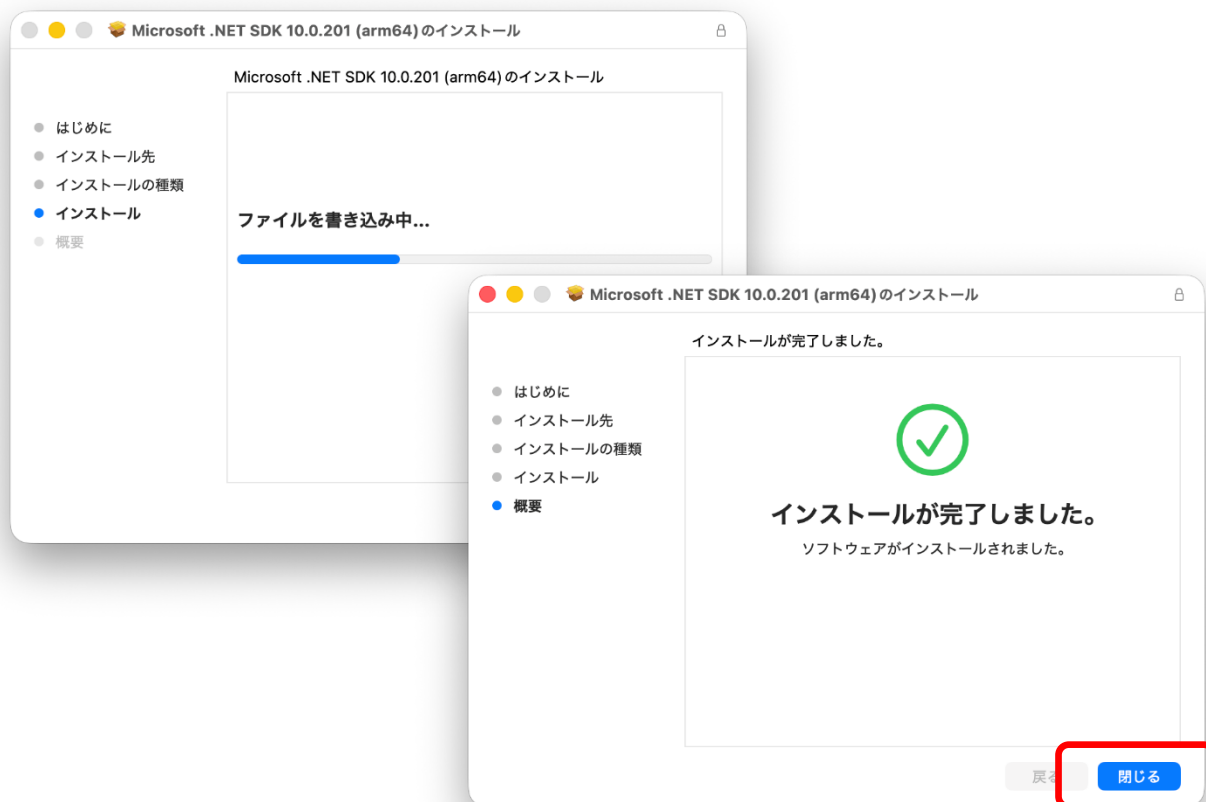 Microsoft .NET SDK 10.0.201 (arm64)のインストール
Microsoft .NET SDK 10.0.201 (arm64)のインストール
はじめに
インストール先
インストールの種類
インストール
概要
ファイルを書き込み中...
Microsoft .NET SDK 10.0.201 (arm64)のインストール
インストールが完了しました。
はじめに
インストール先
インストールの種類
インストール
概要
インストールが完了しました。
ソフトウェアがインストールされました。
戻る
閉じる